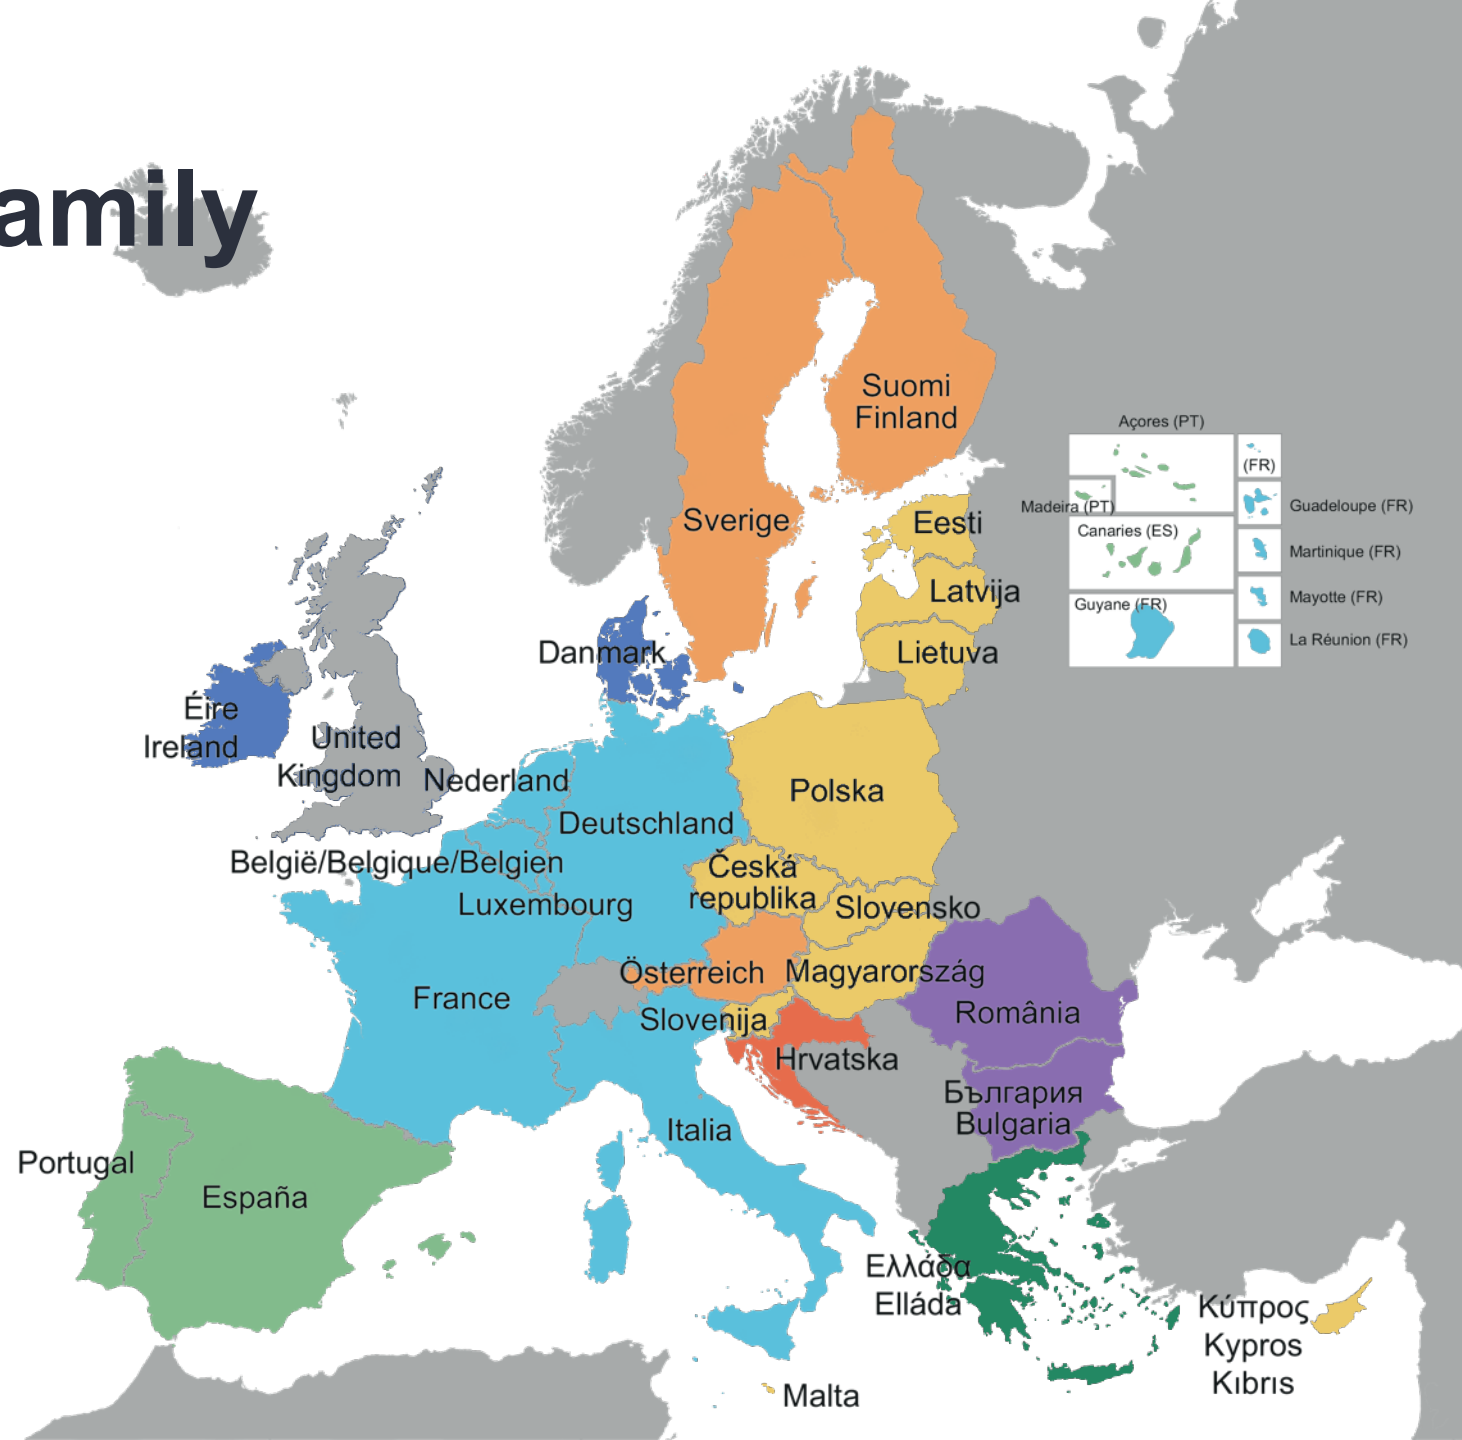 amily
Suomi
Finland
Sverige
Eesti
Latvija
Lietuva
Danmark
Éire
Ireland
United
Kingdom
Nederland
Deutschland
Polska
België/Belgique/Belgien
Luxembourg
Česká
republika
Slovensko
France
Österreich
Magyarország
Slovenija
România
Hrvatska
България
Bulgaria
Italia
Portugal
España
Ελλάδα
Elláda
Κύπρος
Kypros
Kıbrıs
Malta
Açores (PT)
(FR)
Madeira (PT)
Guadeloupe (FR)
Canaries (ES)
Martinique (FR)
Guyane (FR)
Mayotte (FR)
La Réunion (FR)